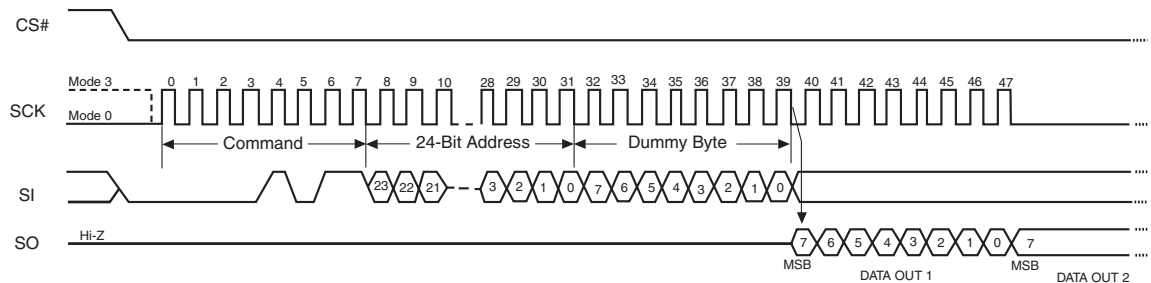 CS#
Mode 3
0 1 2 3 4 5 6 7 8 9 10 28 29 30 31 32 33 34 35 36 37 38 39 40 41 42 43 44 45 46 47
SCK
Mode 0
Command 24-Bit Address Dummy Byte
SI
23 22 21 3 2 1 0 7 6 5 4 3 2 1 0
SO
Hi-Z
7 6 5 4 3 2 1 0 7
MSB MSB
DATA OUT 1 DATA OUT 2